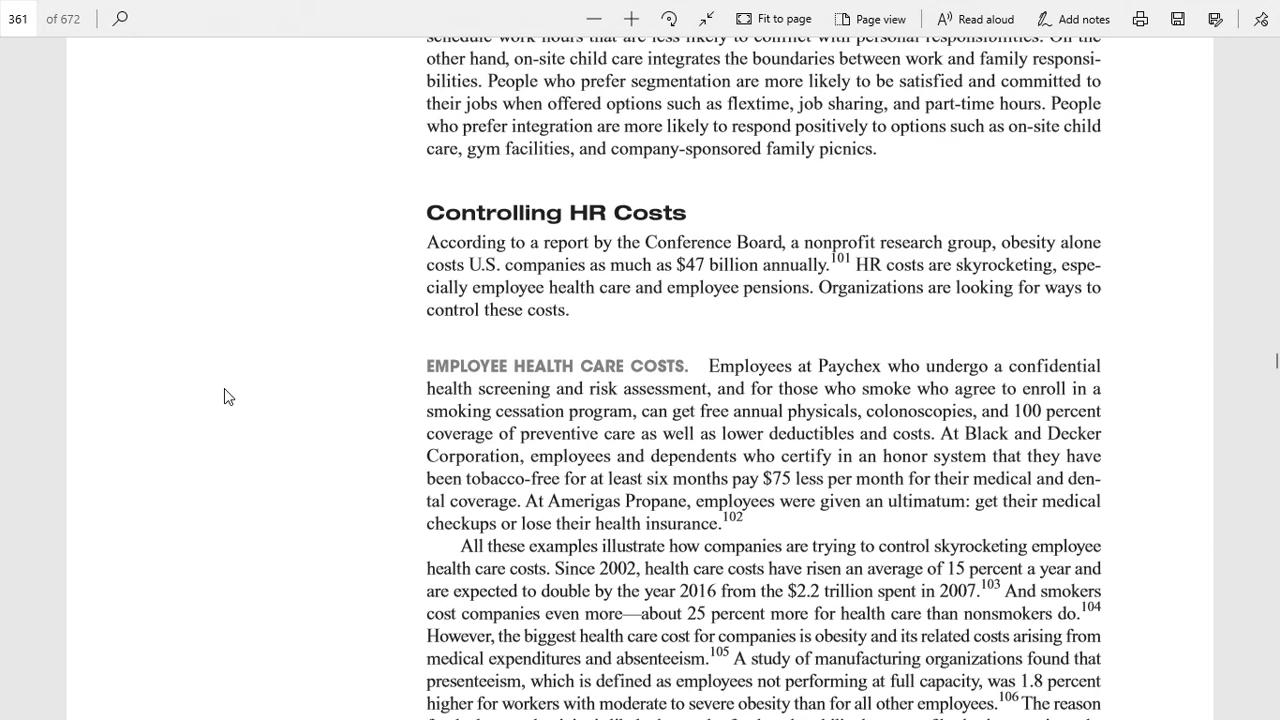 361 of 672 Fit to page Page view Read aloud Add notes
schedule work hours that are less likely to conflict with personal responsibilities. On the
other hand, on-site child care integrates the boundaries between work and family responsi-
bilities. People who prefer segmentation are more likely to be satisfied and committed to
their jobs when offered options such as flextime, job sharing, and part-time hours. People
who prefer integration are more likely to respond positively to options such as on-site child
care, gym facilities, and company-sponsored family picnics.
Controlling HR Costs
According to a report by the Conference Board, a nonprofit research group, obesity alone
costs U.S. companies as much as $47 billion annually.101 HR costs are skyrocketing, espe-
cially employee health care and employee pensions. Organizations are looking for ways to
control these costs.
EMPLOYEE HEALTH CARE COSTS. Employees at Paychex who undergo a confidential
health screening and risk assessment, and for those who smoke who agree to enroll in a
smoking cessation program, can get free annual physicals, colonoscopies, and 100 percent
coverage of preventive care as well as lower deductibles and costs. At Black and Decker
Corporation, employees and dependents who certify in an honor system that they have
been tobacco-free for at least six months pay $75 less per month for their medical and den-
tal coverage. At Amerigas Propane, employees were given an ultimatum: get their medical
checkups or lose their health insurance.102
All these examples illustrate how companies are trying to control skyrocketing employee
health care costs. Since 2002, health care costs have risen an average of 15 percent a year and
are expected to double by the year 2016 from the $2.2 trillion spent in 2007.103 And smokers
cost companies even more—about 25 percent more for health care than nonsmokers do.104
However, the biggest health care cost for companies is obesity and its related costs arising from
medical expenditures and absenteeism.105 A study of manufacturing organizations found that
presenteeism, which is defined as employees not performing at full capacity, was 1.8 percent
higher for workers with moderate to severe obesity than for all other employees.106 The reason